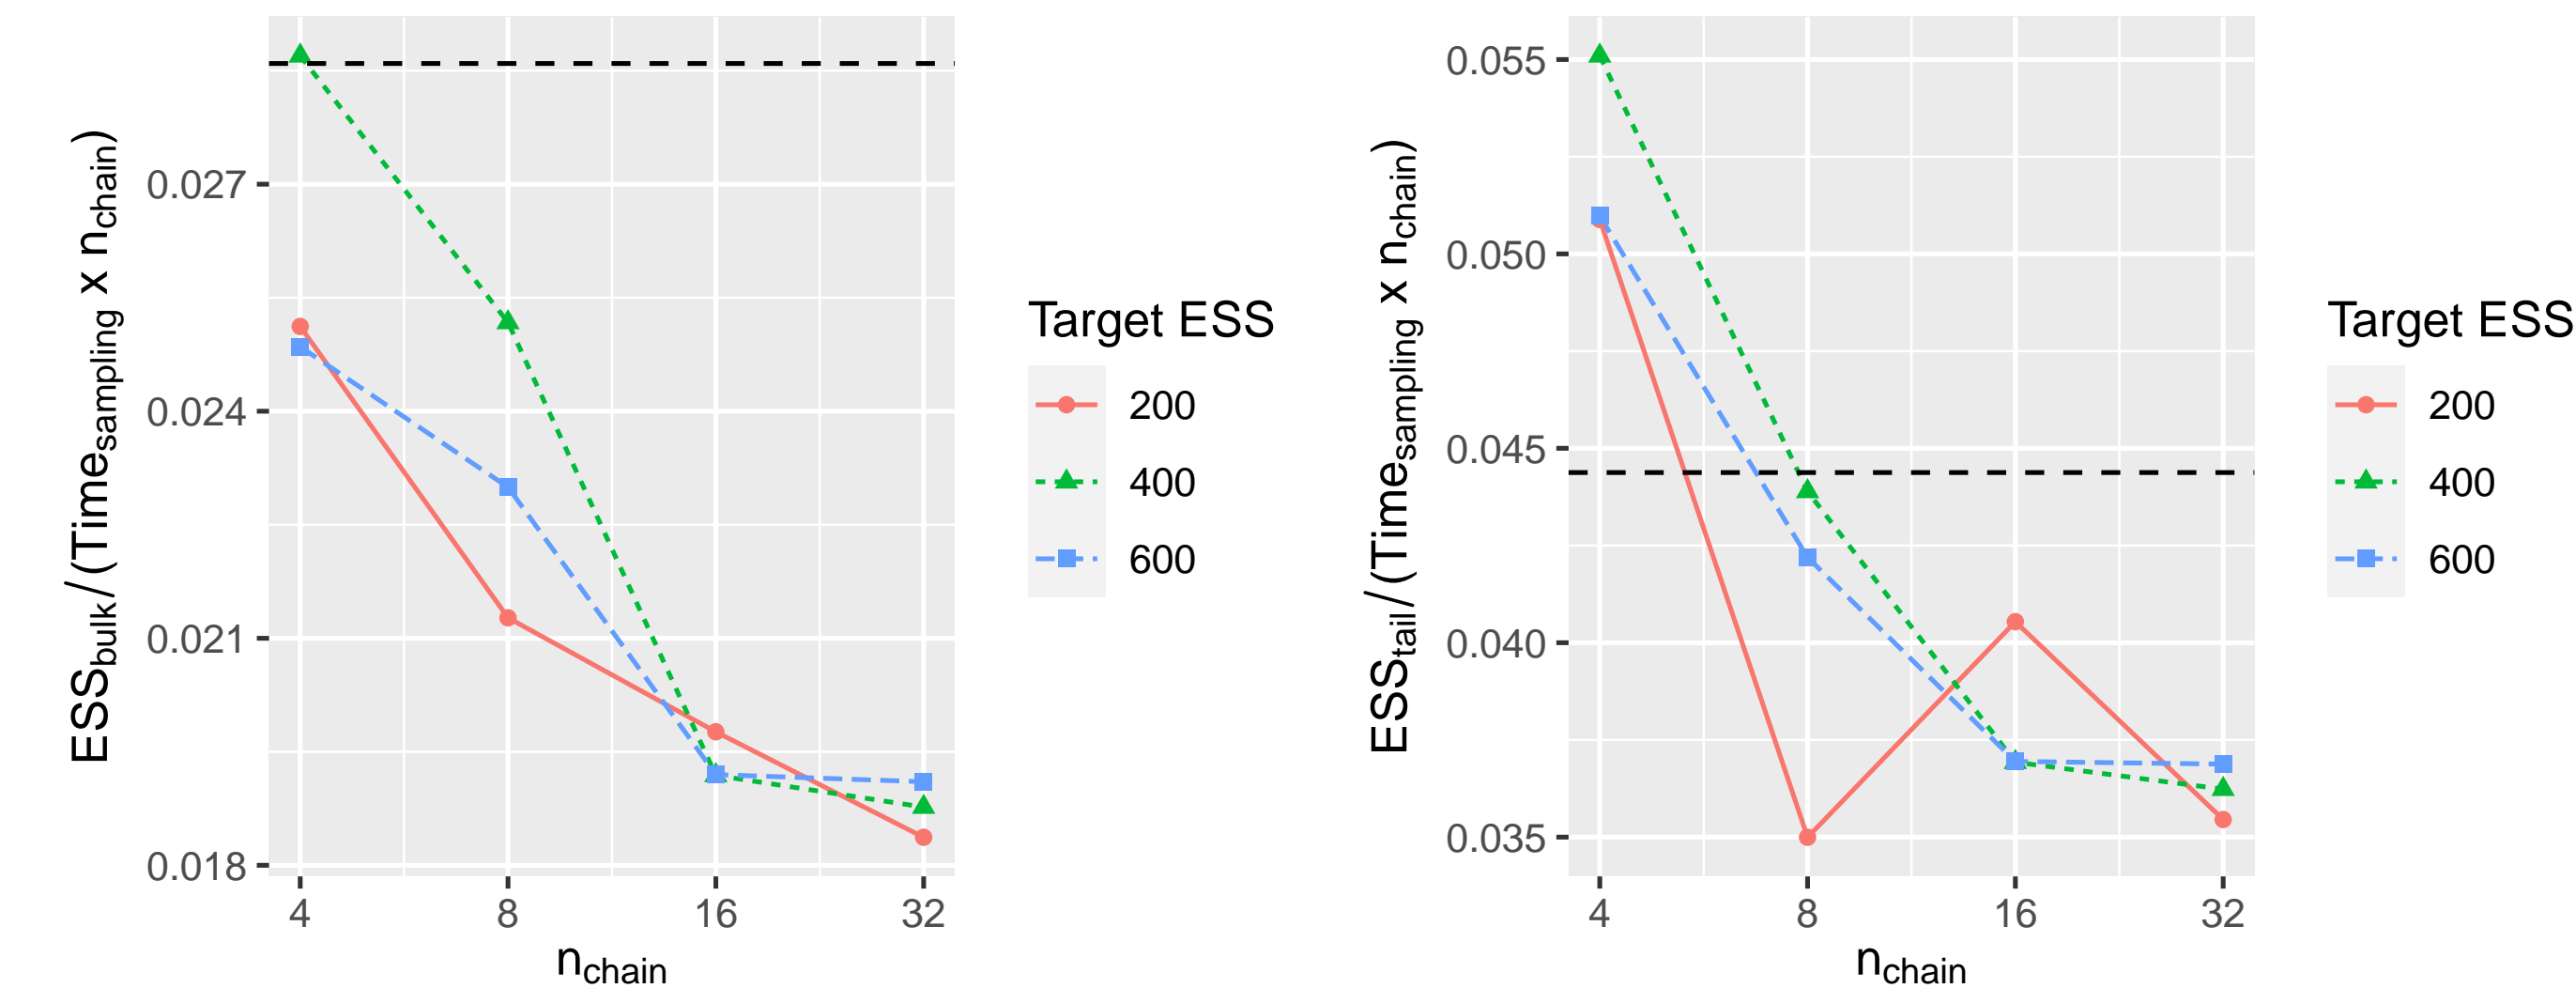 ESSbulk/(Timesampling x nchain)
0.027
0.024
0.021
0.018
4 8 16 32
nchain
Target ESS
200
400
600
ESStail/(Timesampling x nchain)
0.055
0.050
0.045
0.040
0.035
4 8 16 32
nchain
Target ESS
200
400
600